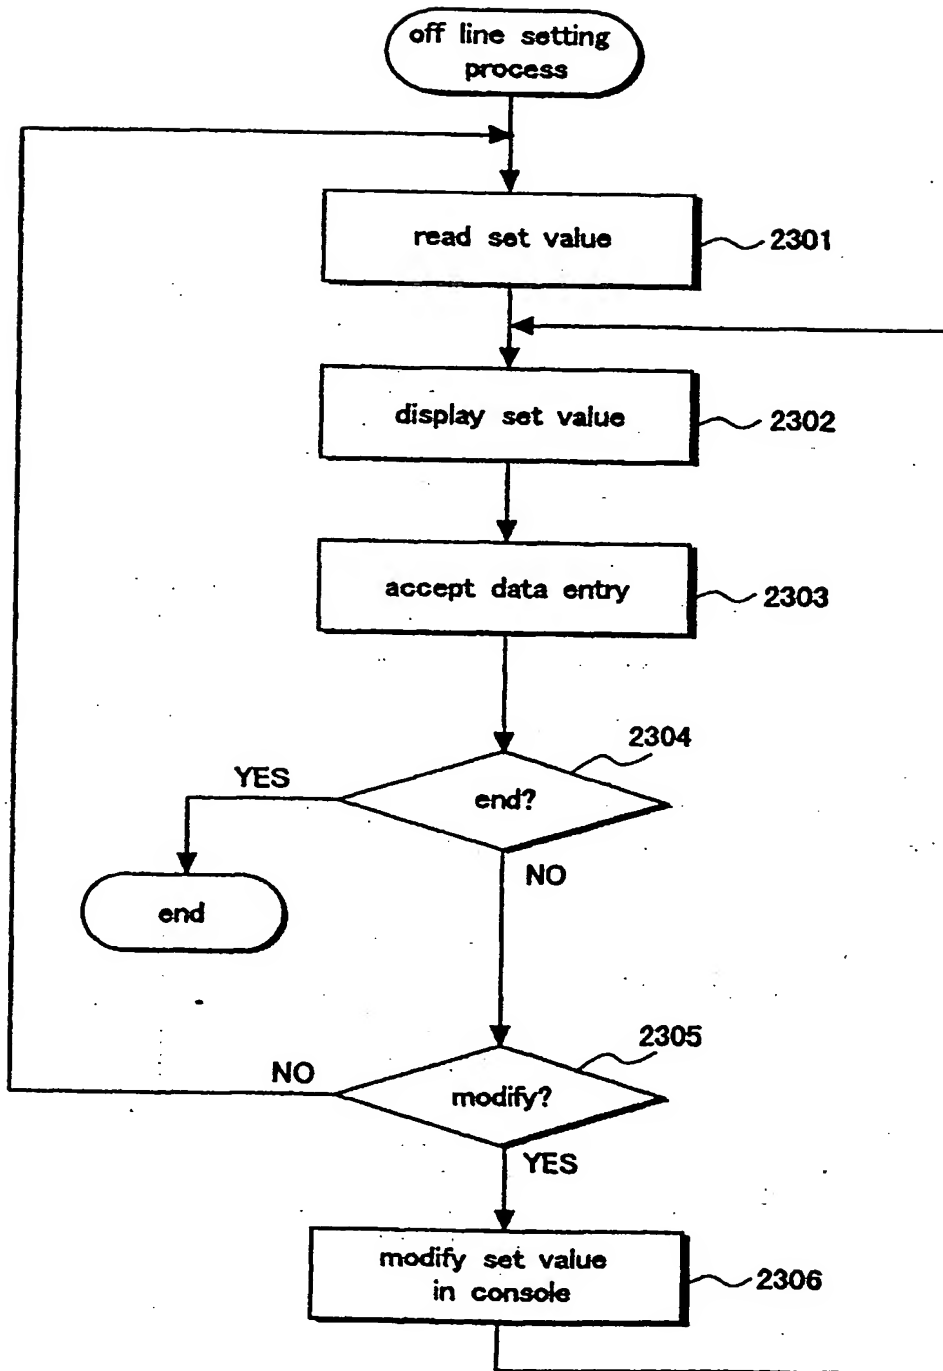 off line setting
process
read set value
2301
display set value
2302
accept data entry
2303
2304
YES
end?
NO
end
2305
NO
modify?
YES
modify set value
in console
2306